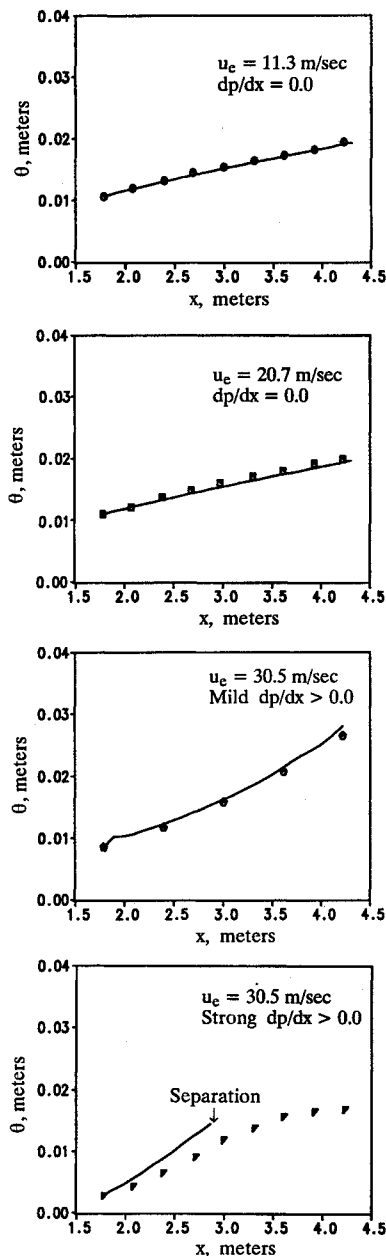 0.04
u_e = 11.3 m/sec
dp/dx = 0.0
0.03
θ, meters
0.02
0.01
0.00
1.5 2.0 2.5 3.0 3.5 4.0 4.5
x, meters
0.04
u_e = 20.7 m/sec
dp/dx = 0.0
0.03
θ, meters
0.02
0.01
0.00
1.5 2.0 2.5 3.0 3.5 4.0 4.5
x, meters
0.04
u_e = 30.5 m/sec
Mild dp/dx > 0.0
0.03
θ, meters
0.02
0.01
0.00
1.5 2.0 2.5 3.0 3.5 4.0 4.5
x, meters
0.04
u_e = 30.5 m/sec
Strong dp/dx > 0.0
0.03
θ, meters
0.02
Separation
0.01
0.00
1.5 2.0 2.5 3.0 3.5 4.0 4.5
x, meters